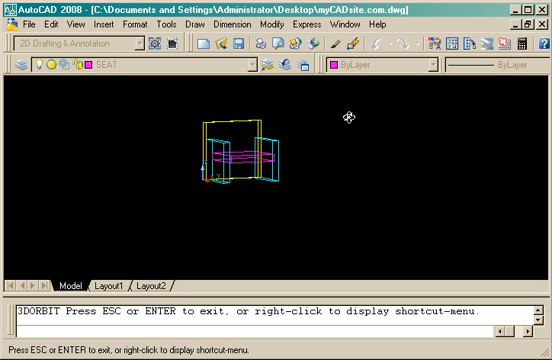 AutoCAD 2008 - [C:\Documents and Settings\Administrator\Desktop\myCADsite.com.dwg]
File Edit View Insert Format Tools Draw Dimension Modify Express Window Help
2D Drafting & Annotation
SEAT ByLayer ByLayer
Y
Model Layout1 Layout2
3DORBIT Press ESC or ENTER to exit, or right-click to display shortcut-menu.
Press ESC or ENTER to exit, or right-click to display shortcut-menu.